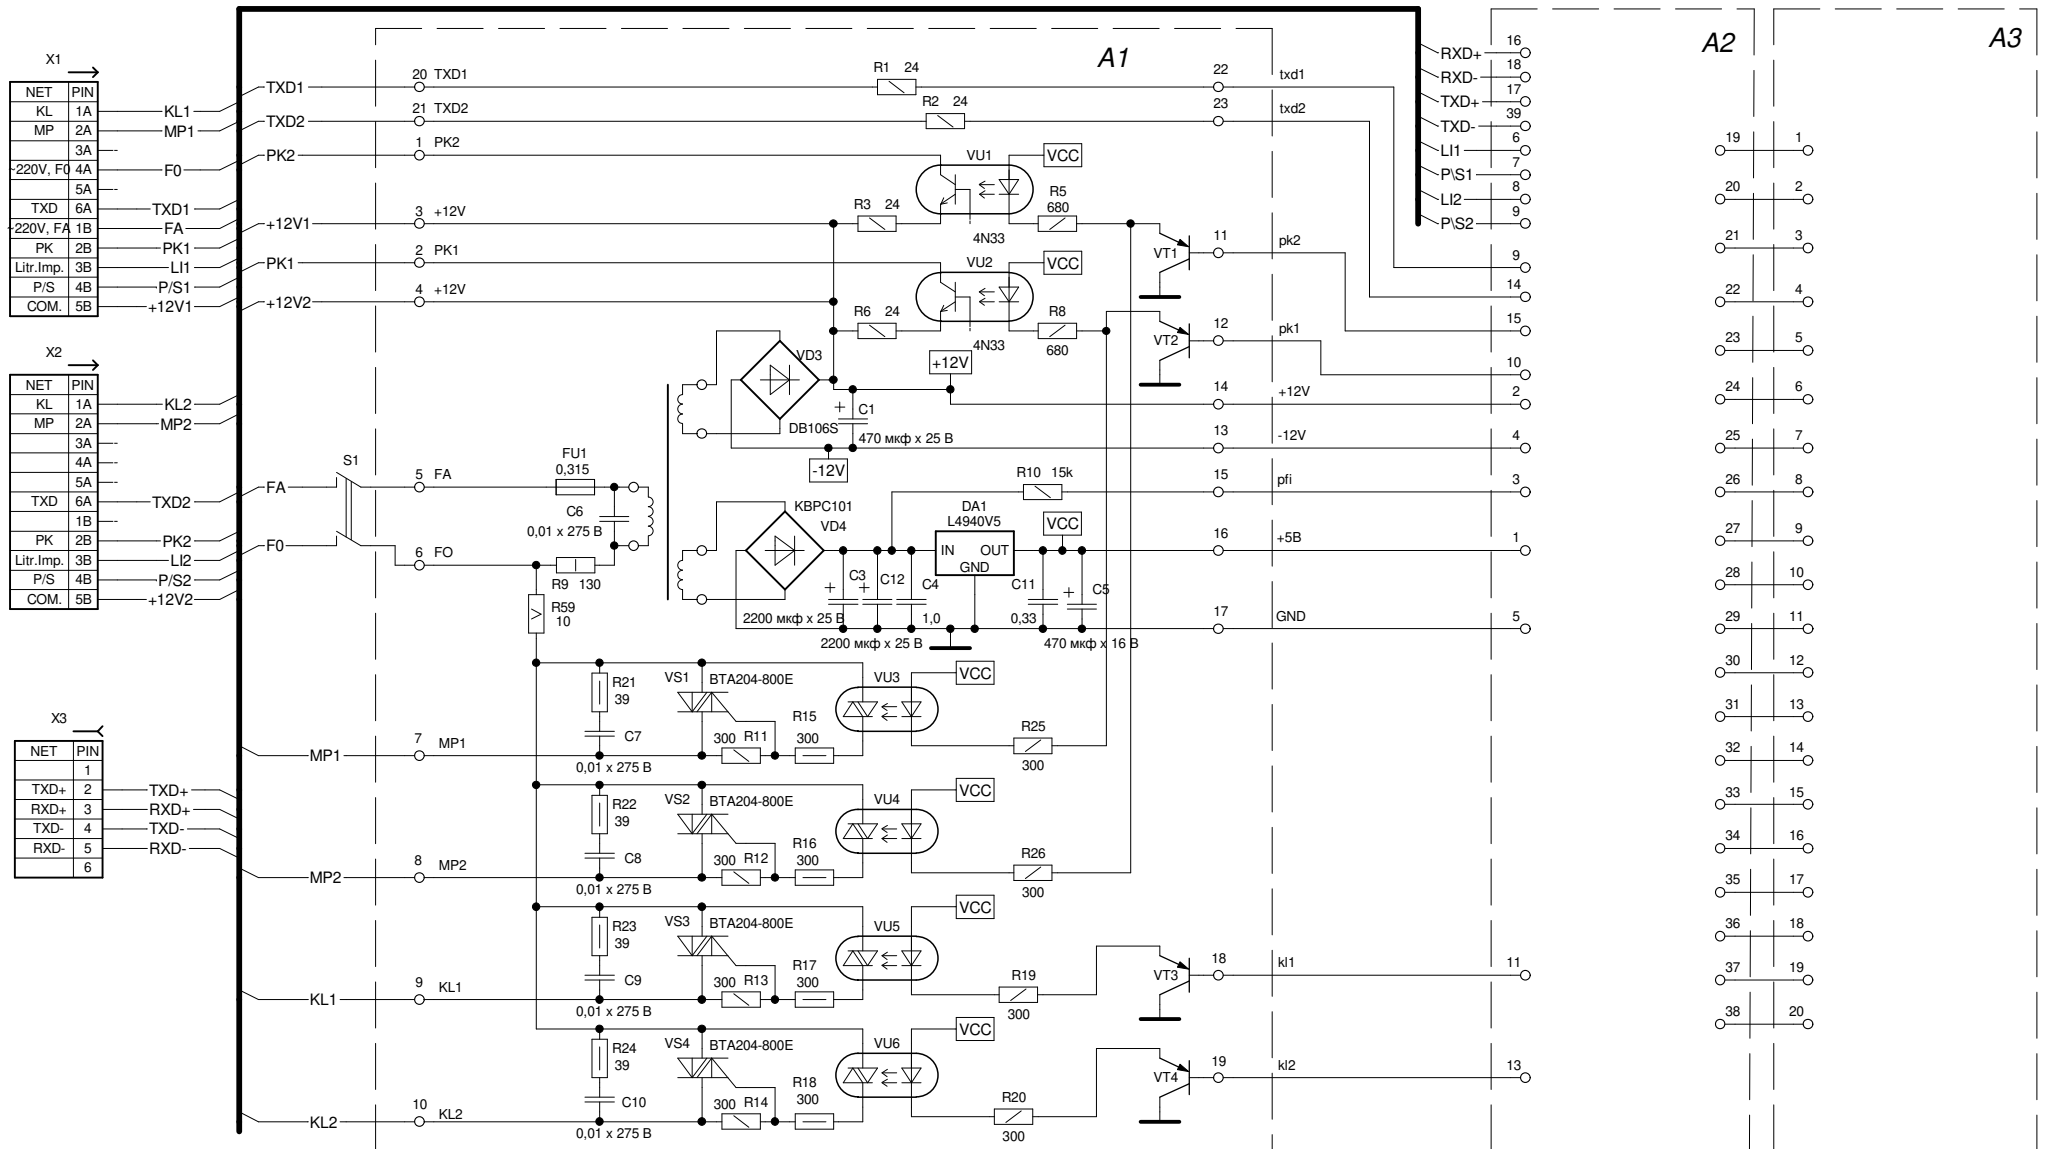 X1
NET PIN
KL 1A KL1
MP 2A MP1
3A
~220V, F0 4A F0
5A
TXD 6A TXD1
~220V, FA 1B FA
PK 2B PK1
Litr.Imp. 3B LI1
P/S 4B P/S1
COM. 5B +12V1
X2
NET PIN
KL 1A KL2
MP 2A MP2
3A
4A
5A
TXD 6A TXD2
1B
PK 2B PK2
Litr.Imp. 3B LI2
P/S 4B P/S2
COM. 5B +12V2
X3
NET PIN
1
TXD+ 2 TXD+
RXD+ 3 RXD+
TXD- 4 TXD-
RXD- 5 RXD-
6
A1
TXD1 20 TXD1 R1 24 22 txd1
TXD2 21 TXD2 R2 24 23 txd2
PK2 1 PK2 VU1 VCC
+12V1 3 +12V R3 24 4N33 R5 680
VT1 11 pk2
PK1 2 PK1 VU2 VCC
+12V2 4 +12V R6 24 4N33 R8 680
VT2 12 pk1
VD3 DB106S
+12V
+ C1
470 мкф x 25 В
-12V
14 +12V
13 -12V
R10 15k 15 pfi
S1
FA 5 FA FU1 0,315
C6
0,01 x 275 В
F0 6 FO R9 130
R59 10
KBPC101
VD4
DA1
L4940V5
IN OUT
GND
VCC
16 +5В
+ C3 + C12 C4 C11 + C5
2200 мкф x 25 В 1,0 0,33
2200 мкф x 25 В 470 мкф x 16 В
17 GND
R21 39 VS1 BTA204-800E VU3 VCC
C7 300 R11 R15 300 R25 300
MP1 7 MP1
0,01 x 275 В
R22 39 VS2 BTA204-800E VU4 VCC
C8 300 R12 R16 300 R26 300
MP2 8 MP2
0,01 x 275 В
R23 39 VS3 BTA204-800E VU5 VCC
C9 300 R13 R17 300 R19 300
VT3 18 kl1
KL1 9 KL1
0,01 x 275 В
R24 39 VS4 BTA204-800E VU6 VCC
C10 300 R14 R18 300 R20 300
VT4 19 kl2
KL2 10 KL2
0,01 x 275 В
A2
RXD+ 16
RXD- 18
TXD+ 17
TXD- 39
LI1 6
P\S1 7
LI2 8
P\S2 9
9
14
15
10
2
4
3
1
5
11
13
A3
19 1
20 2
21 3
22 4
23 5
24 6
25 7
26 8
27 9
28 10
29 11
30 12
31 13
32 14
33 15
34 16
35 17
36 18
37 19
38 20